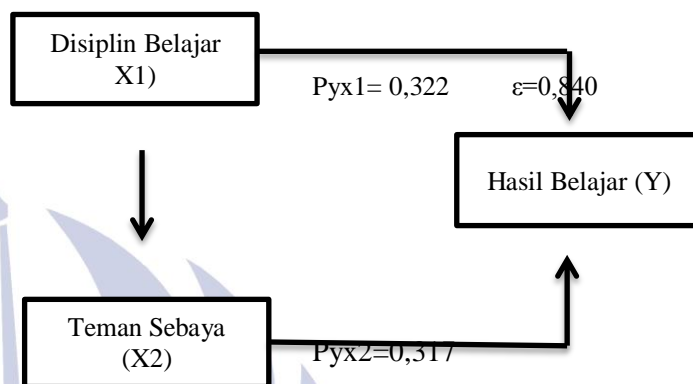 Disiplin Belajar
X1)
Pyx1= 0,322
ε=0,840
Hasil Belajar (Y)
Teman Sebaya
(X2)
Pyx2=0,317